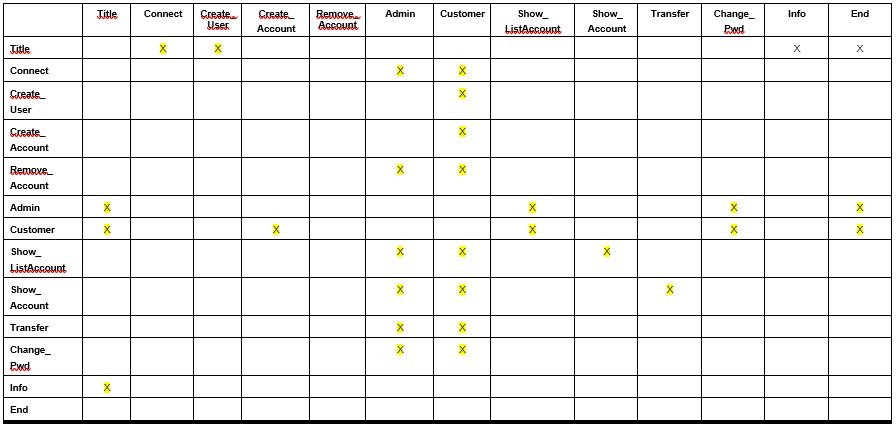 Title Connect Create_ Create_ Remove_ Admin Customer Show_ Show_ Transfer Change_ Info End
User Account Account ListAccount Account Pwd
Title X X X X
Connect X X
Create_ X
User
Create_ X
Account
Remove_ X X
Account
Admin X X X X
Customer X X X X X
Show_ X X X
ListAccount
Show_ X X X
Account
Transfer X X
Change_ X X
Pwd
Info X
End